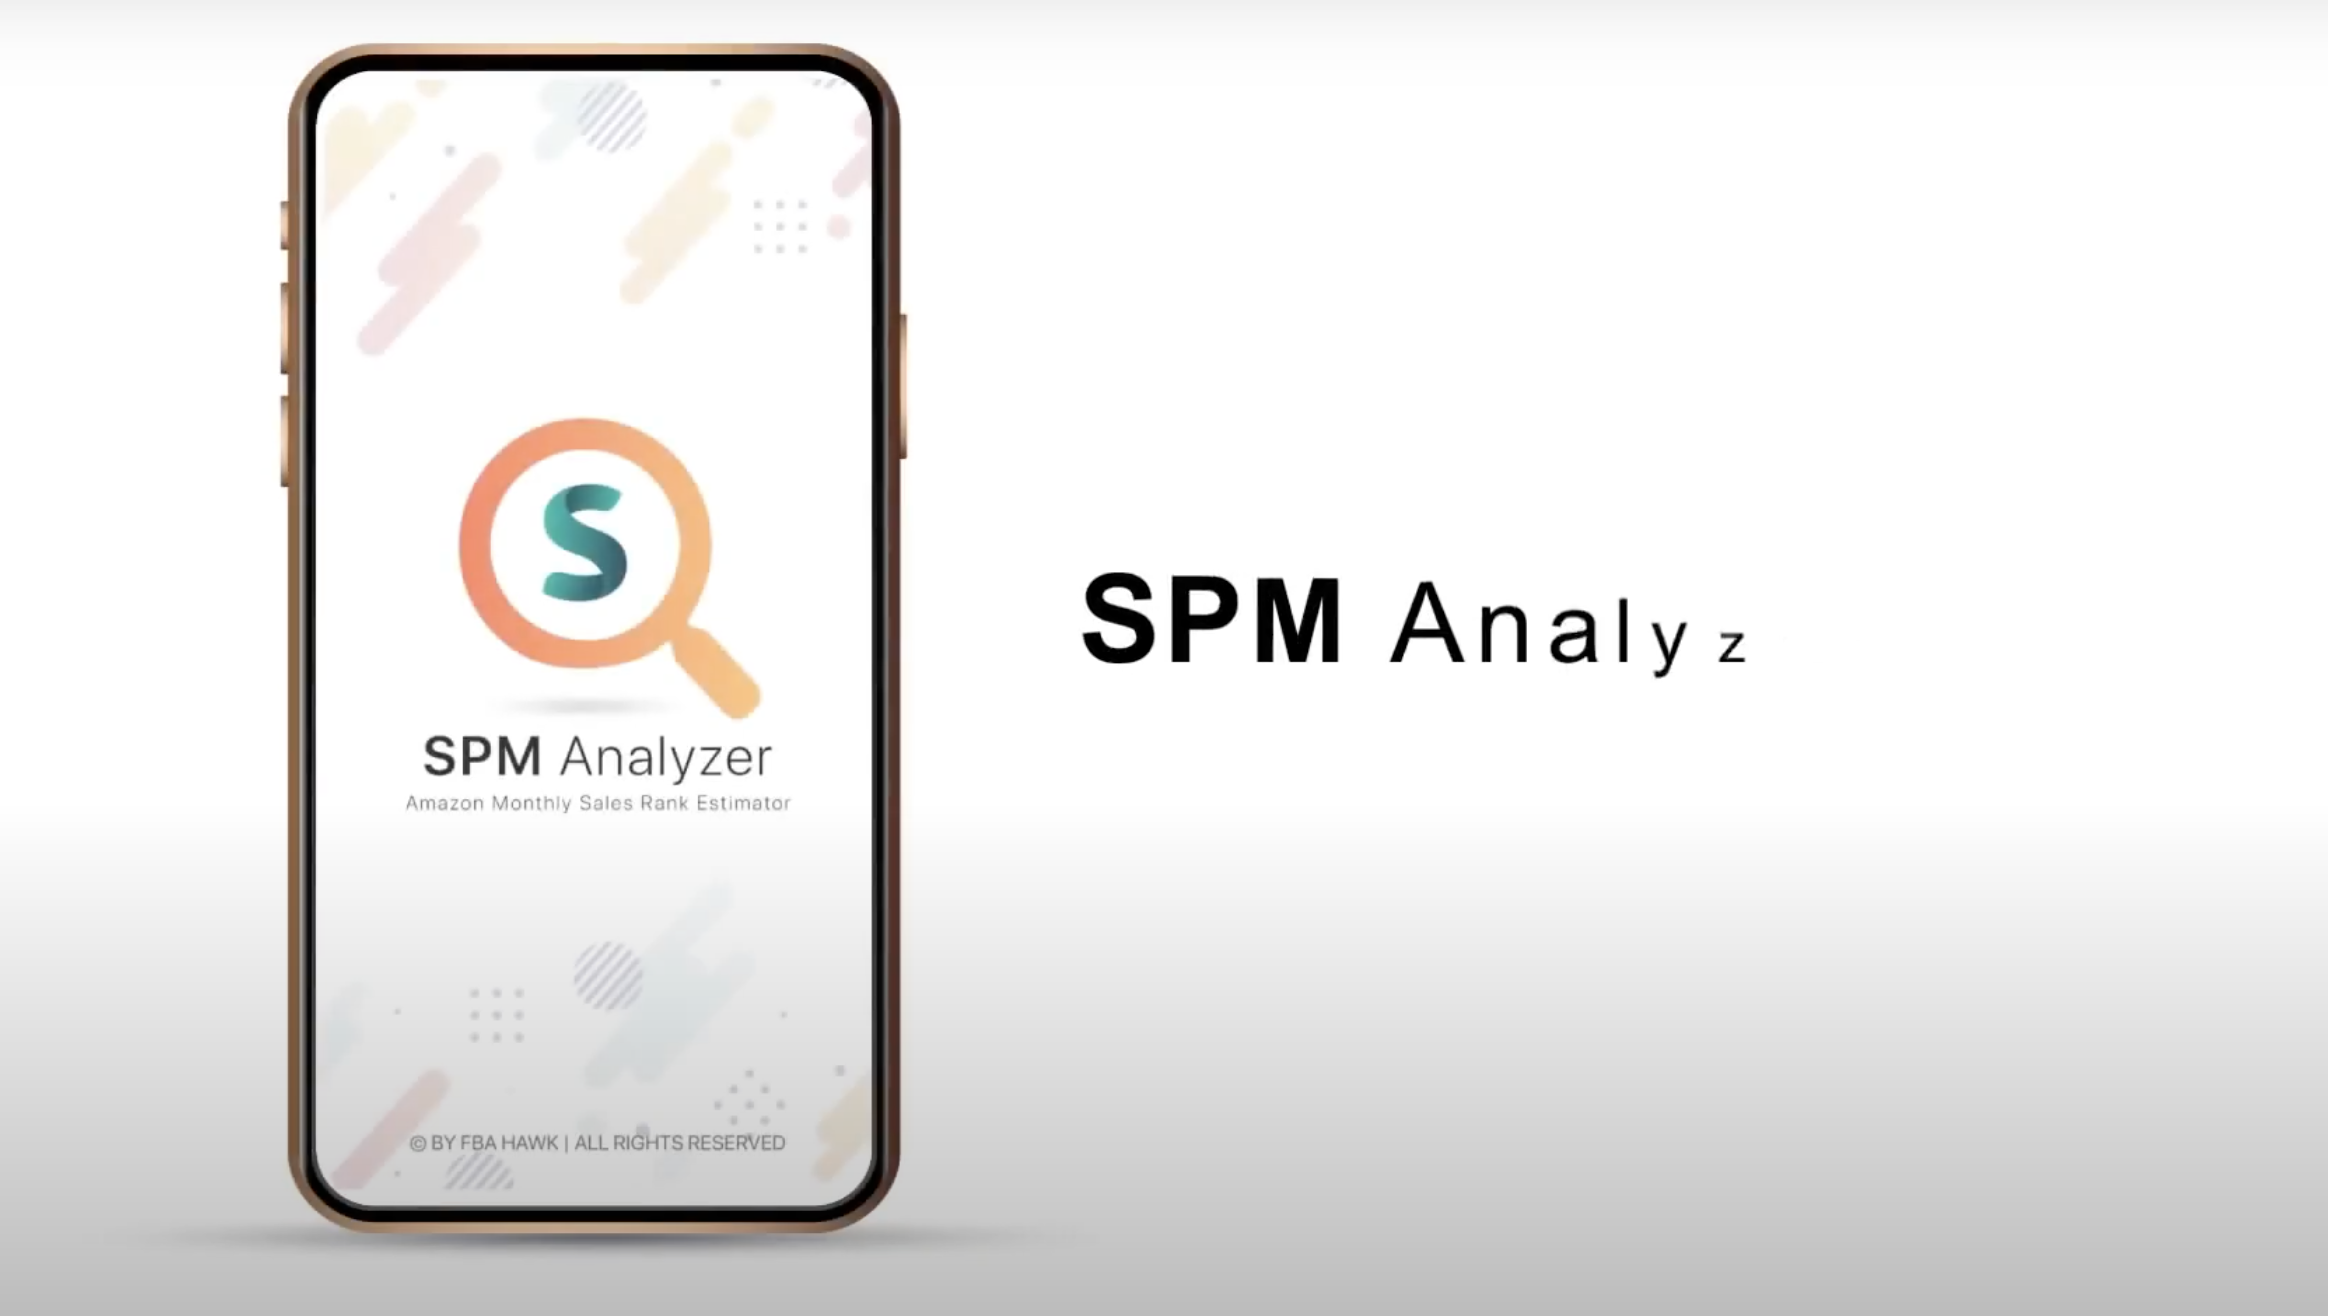 S
SPM Analyzer
Amazon Monthly Sales Rank Estimator
© BY FBA HAWK | ALL RIGHTS RESERVED
SPM Analyz